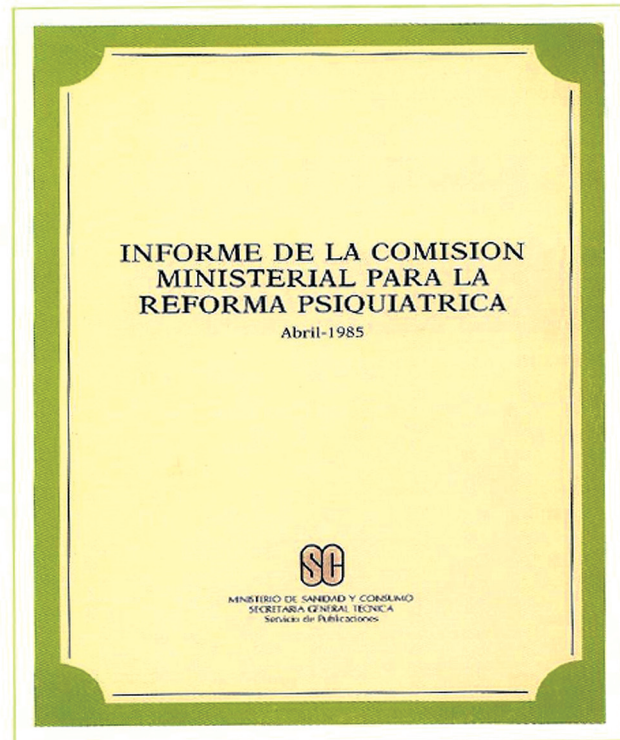 INFORME DE LA COMISION
MINISTERIAL PARA LA
REFORMA PSIQUIATRICA
Abril-1985
SC
MINISTERIO DE SANIDAD Y CONSUMO
SECRETARIA GENERAL TECNICA
Servicio de Publicaciones